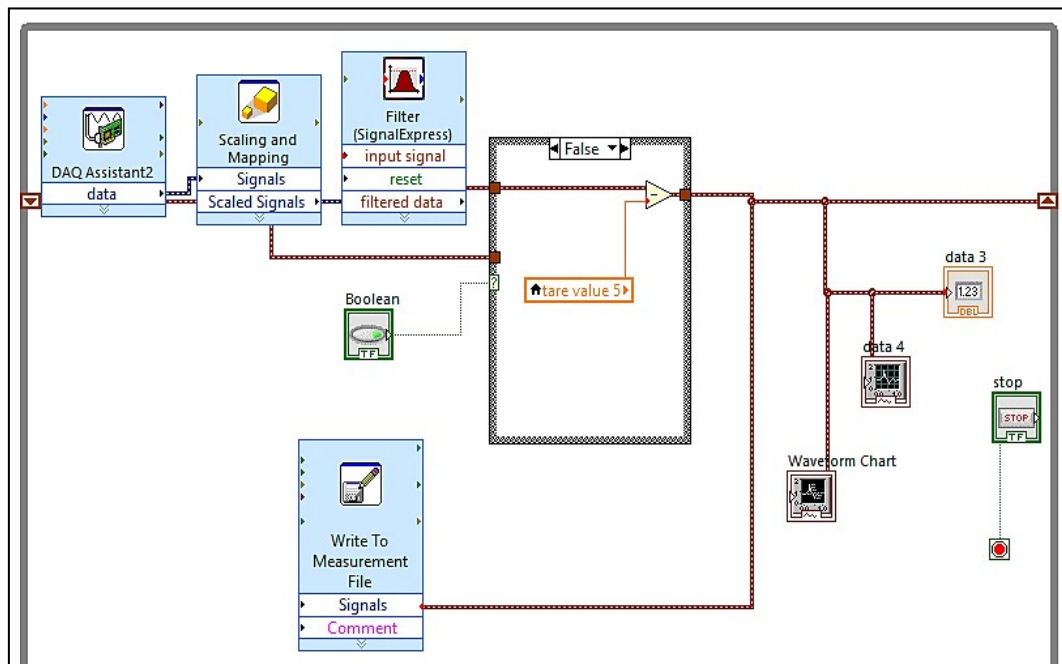 DAQ Assistant2
data
Scaling and
Mapping
Signals
Scaled Signals
Filter
(SignalExpress)
input signal
reset
filtered data
False
?
tare value 5
Boolean
TF
data 3
1.23
DBL
data 4
stop
STOP
TF
Waveform Chart
Write To
Measurement
File
Signals
Comment